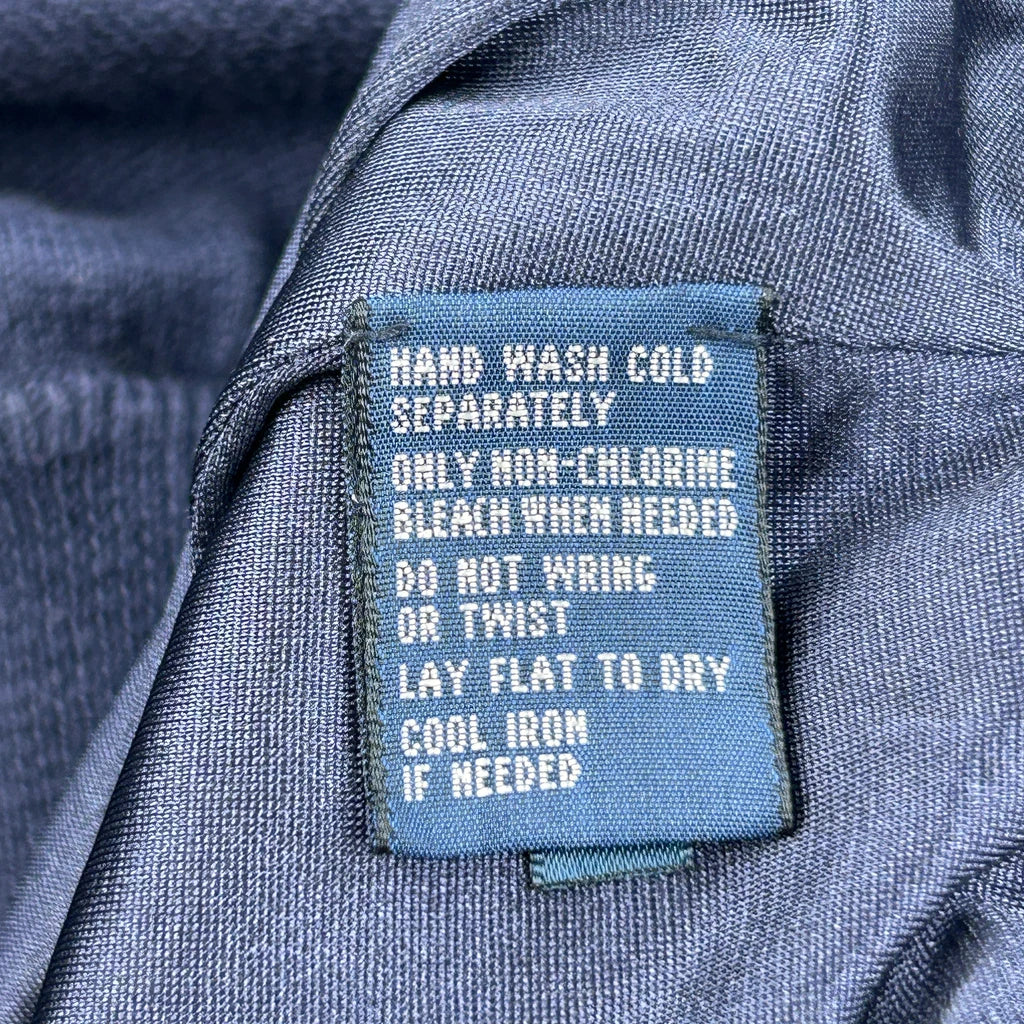 HAND WASH COLD
SEPARATELY
ONLY NON-CHLORINE
BLEACH WHEN NEEDED
DO NOT WRING
OR TWIST
LAY FLAT TO DRY
COOL IRON
IF NEEDED